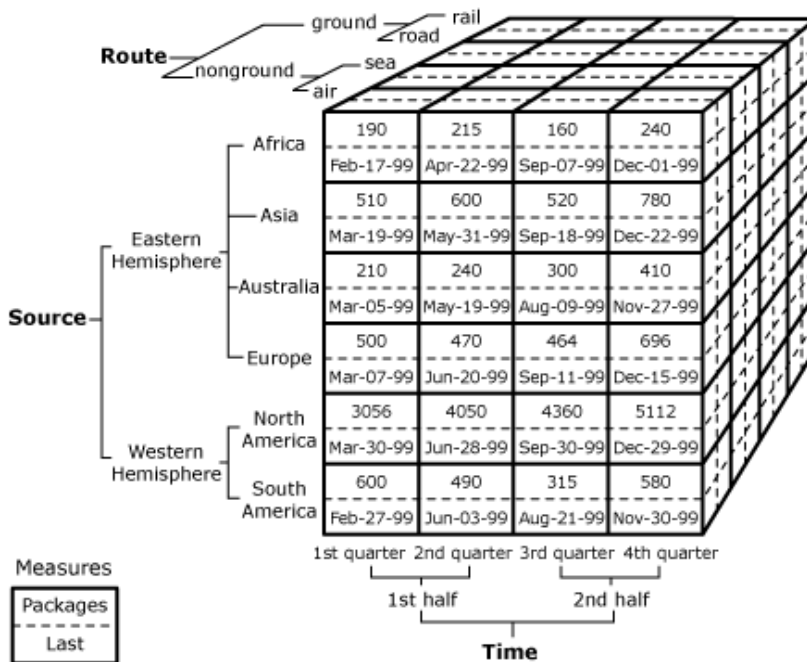 ground
rail
road
Route
nonground
sea
air
Africa
190 215 160 240
Feb-17-99 Apr-22-99 Sep-07-99 Dec-01-99
Asia
510 600 520 780
Mar-19-99 May-31-99 Sep-18-99 Dec-22-99
Eastern
Hemisphere
Australia
210 240 300 410
Mar-05-99 May-19-99 Aug-09-99 Nov-27-99
Source
Europe
500 470 464 696
Mar-07-99 Jun-20-99 Sep-11-99 Dec-15-99
North
America
3056 4050 4360 5112
Mar-30-99 Jun-28-99 Sep-30-99 Dec-29-99
Western
Hemisphere
South
America
600 490 315 580
Feb-27-99 Jun-03-99 Aug-21-99 Nov-30-99
1st quarter 2nd quarter 3rd quarter 4th quarter
1st half 2nd half
Time
Measures
Packages
Last